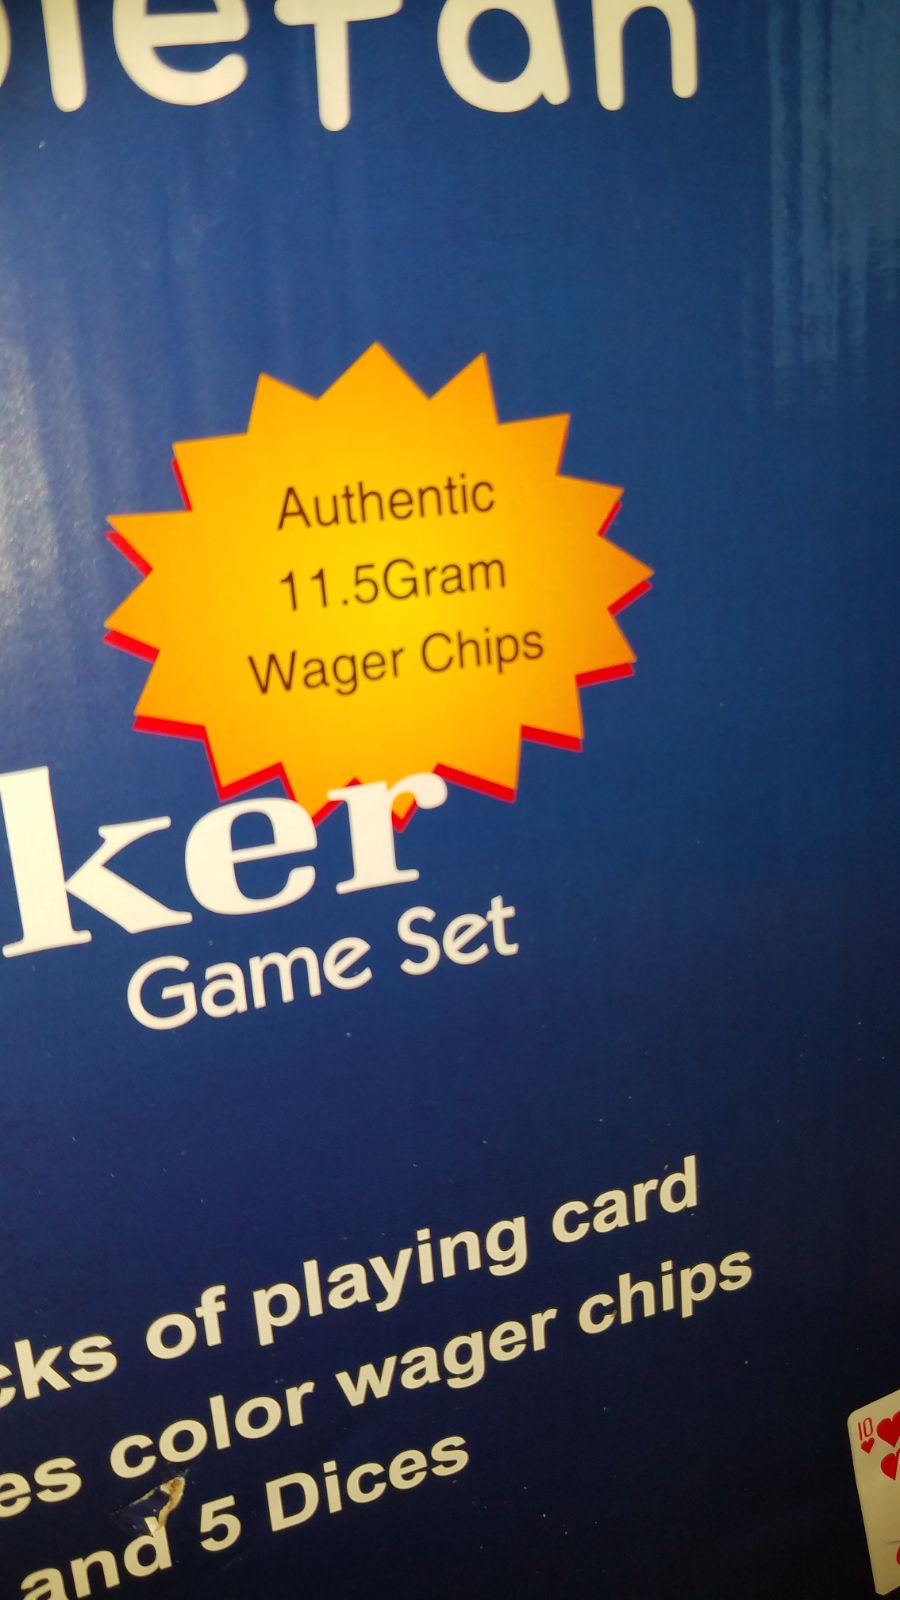 Authentic
11.5Gram
Wager Chips
ker
Game Set
cks of playing card
es color wager chips
and 5 Dices
10